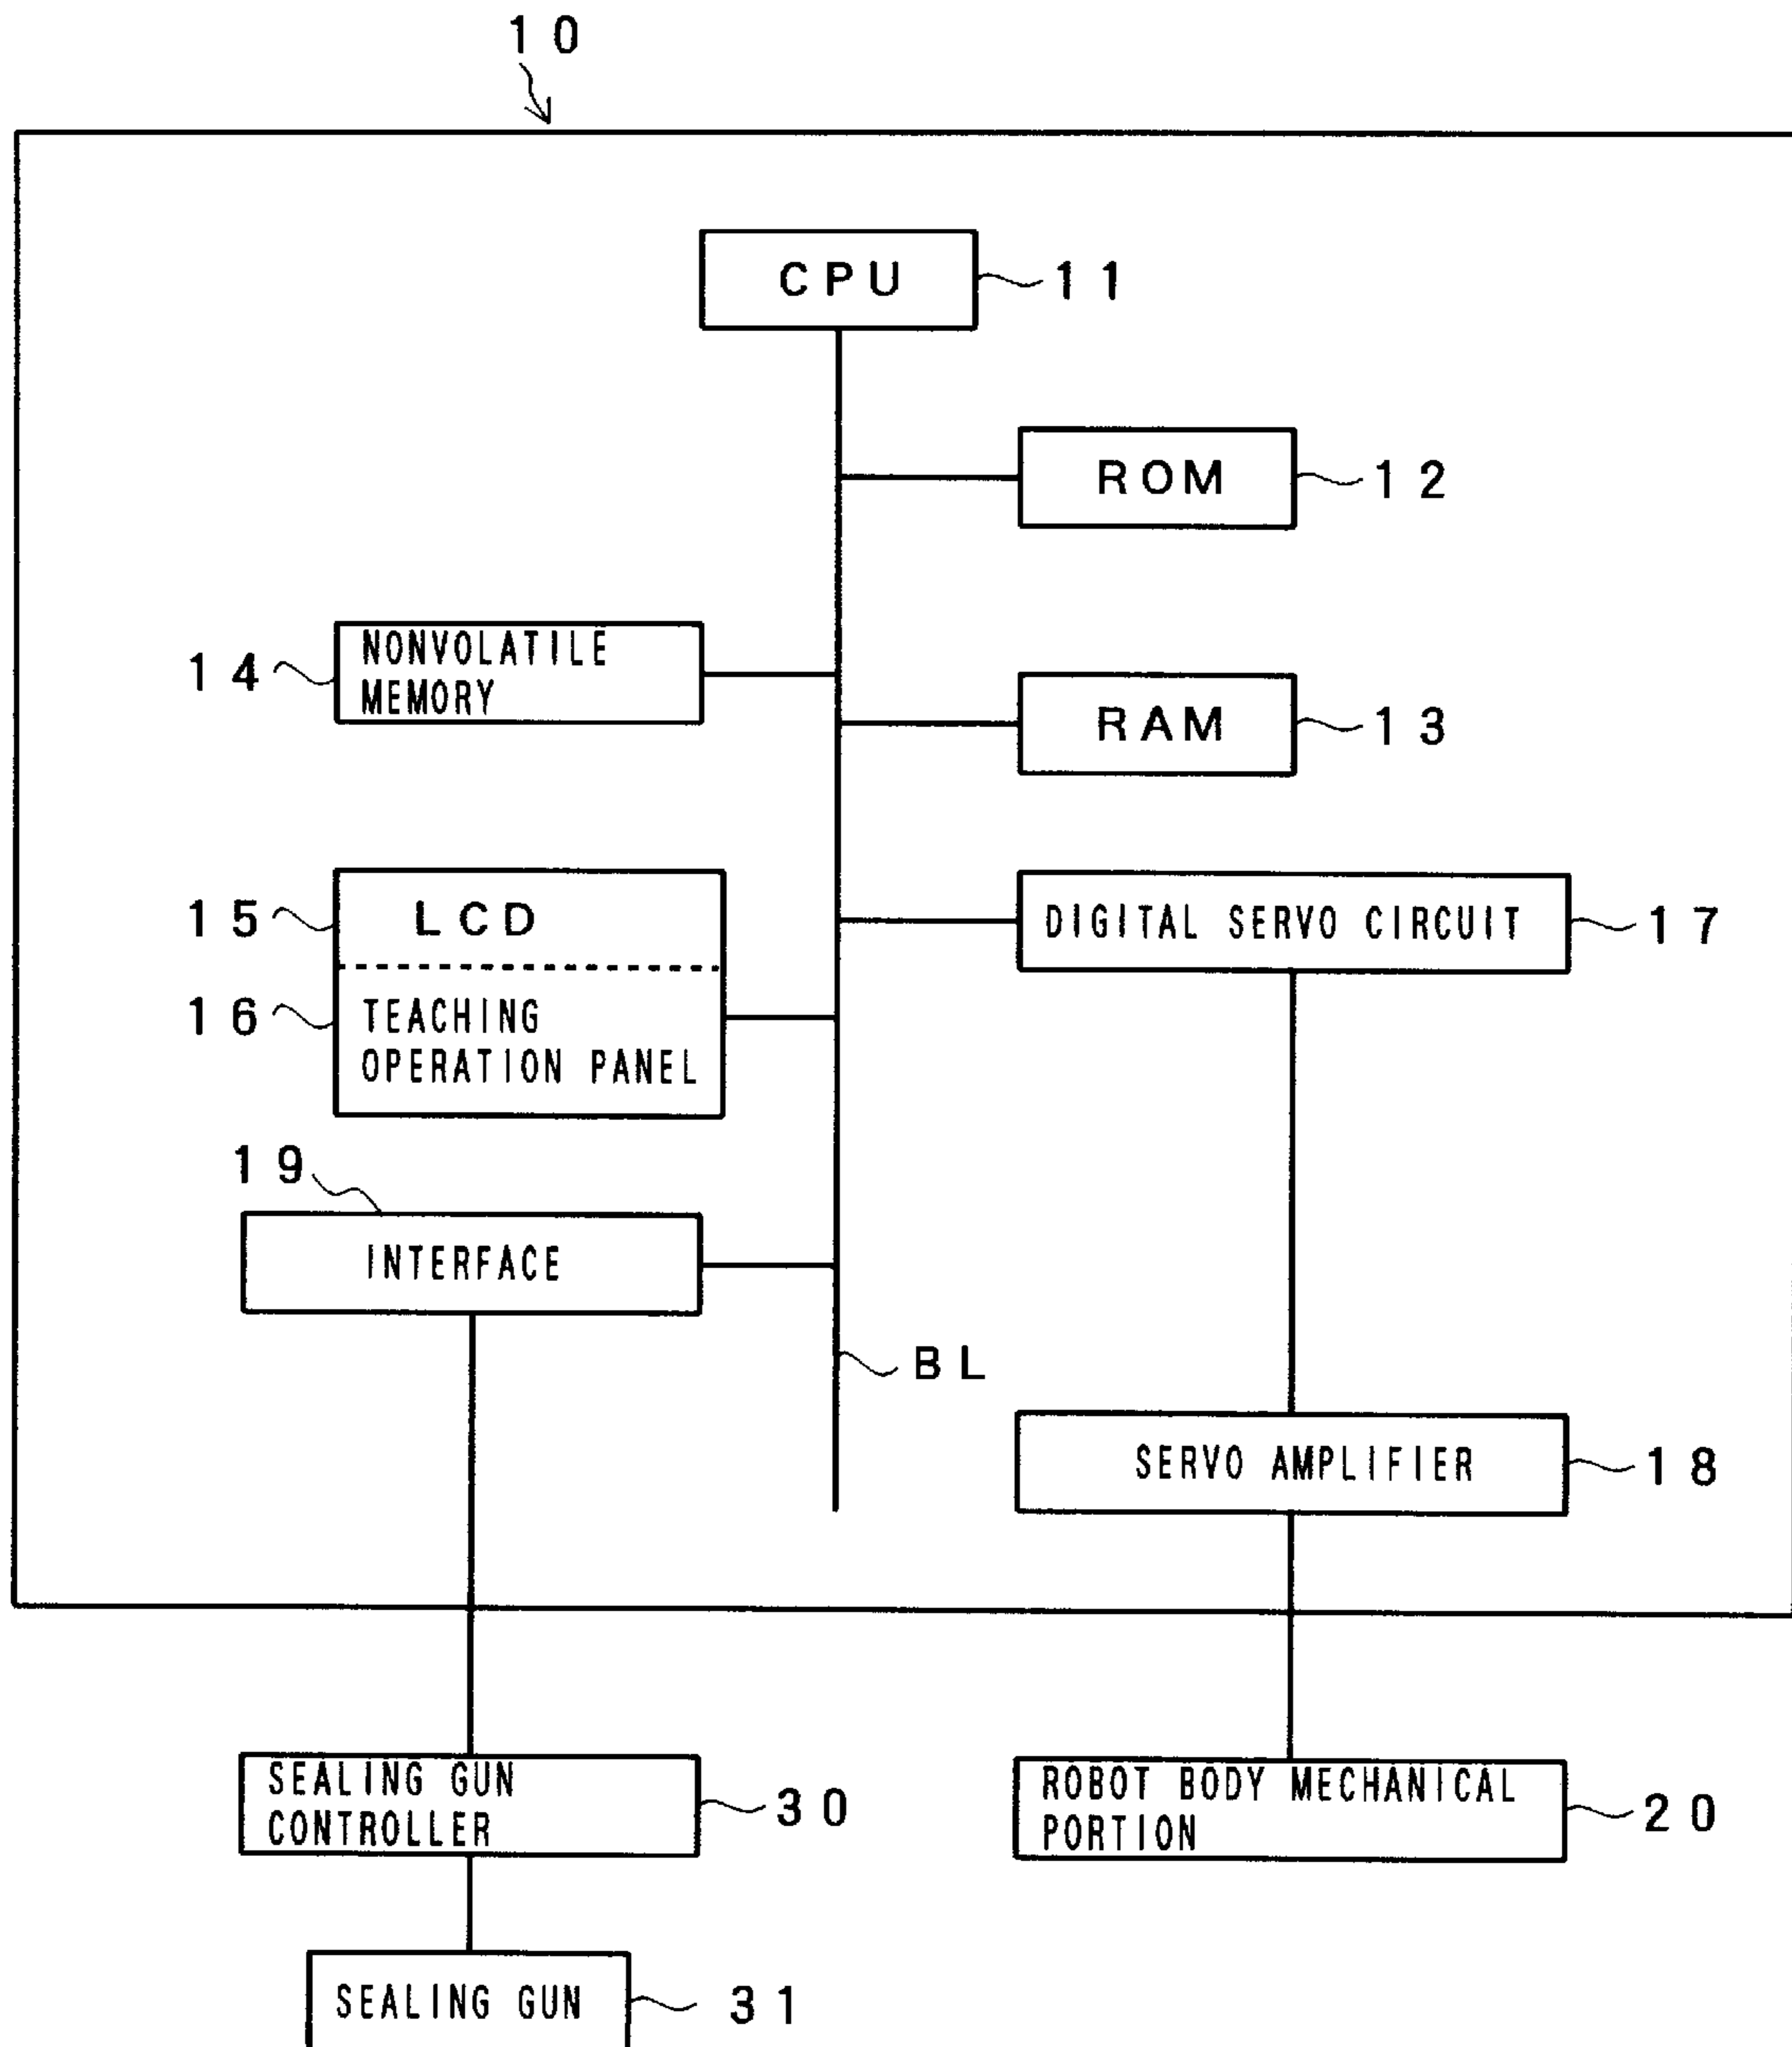 10
CPU 11
ROM 12
NONVOLATILE
MEMORY
14
RAM 13
15 LCD
DIGITAL SERVO CIRCUIT 17
16 TEACHING
OPERATION PANEL
19
INTERFACE
BL
SERVO AMPLIFIER 18
SEALING GUN
CONTROLLER
30
ROBOT BODY MECHANICAL
PORTION
20
SEALING GUN 31